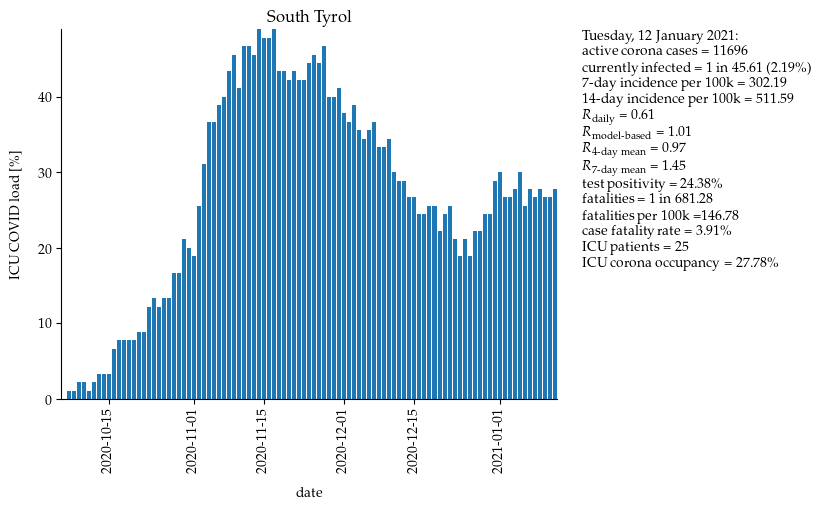 South Tyrol
ICU COVID load [%]
40
30
20
10
0
2020-10-15
2020-11-01
2020-11-15
2020-12-01
2020-12-15
2021-01-01
date
Tuesday, 12 January 2021:
active corona cases = 11696
currently infected = 1 in 45.61 (2.19%)
7-day incidence per 100k = 302.19
14-day incidence per 100k = 511.59
R daily = 0.61
R model-based = 1.01
R 4-day mean = 0.97
R 7-day mean = 1.45
test positivity = 24.38%
fatalities = 1 in 681.28
fatalities per 100k =146.78
case fatality rate = 3.91%
ICU patients = 25
ICU corona occupancy = 27.78%